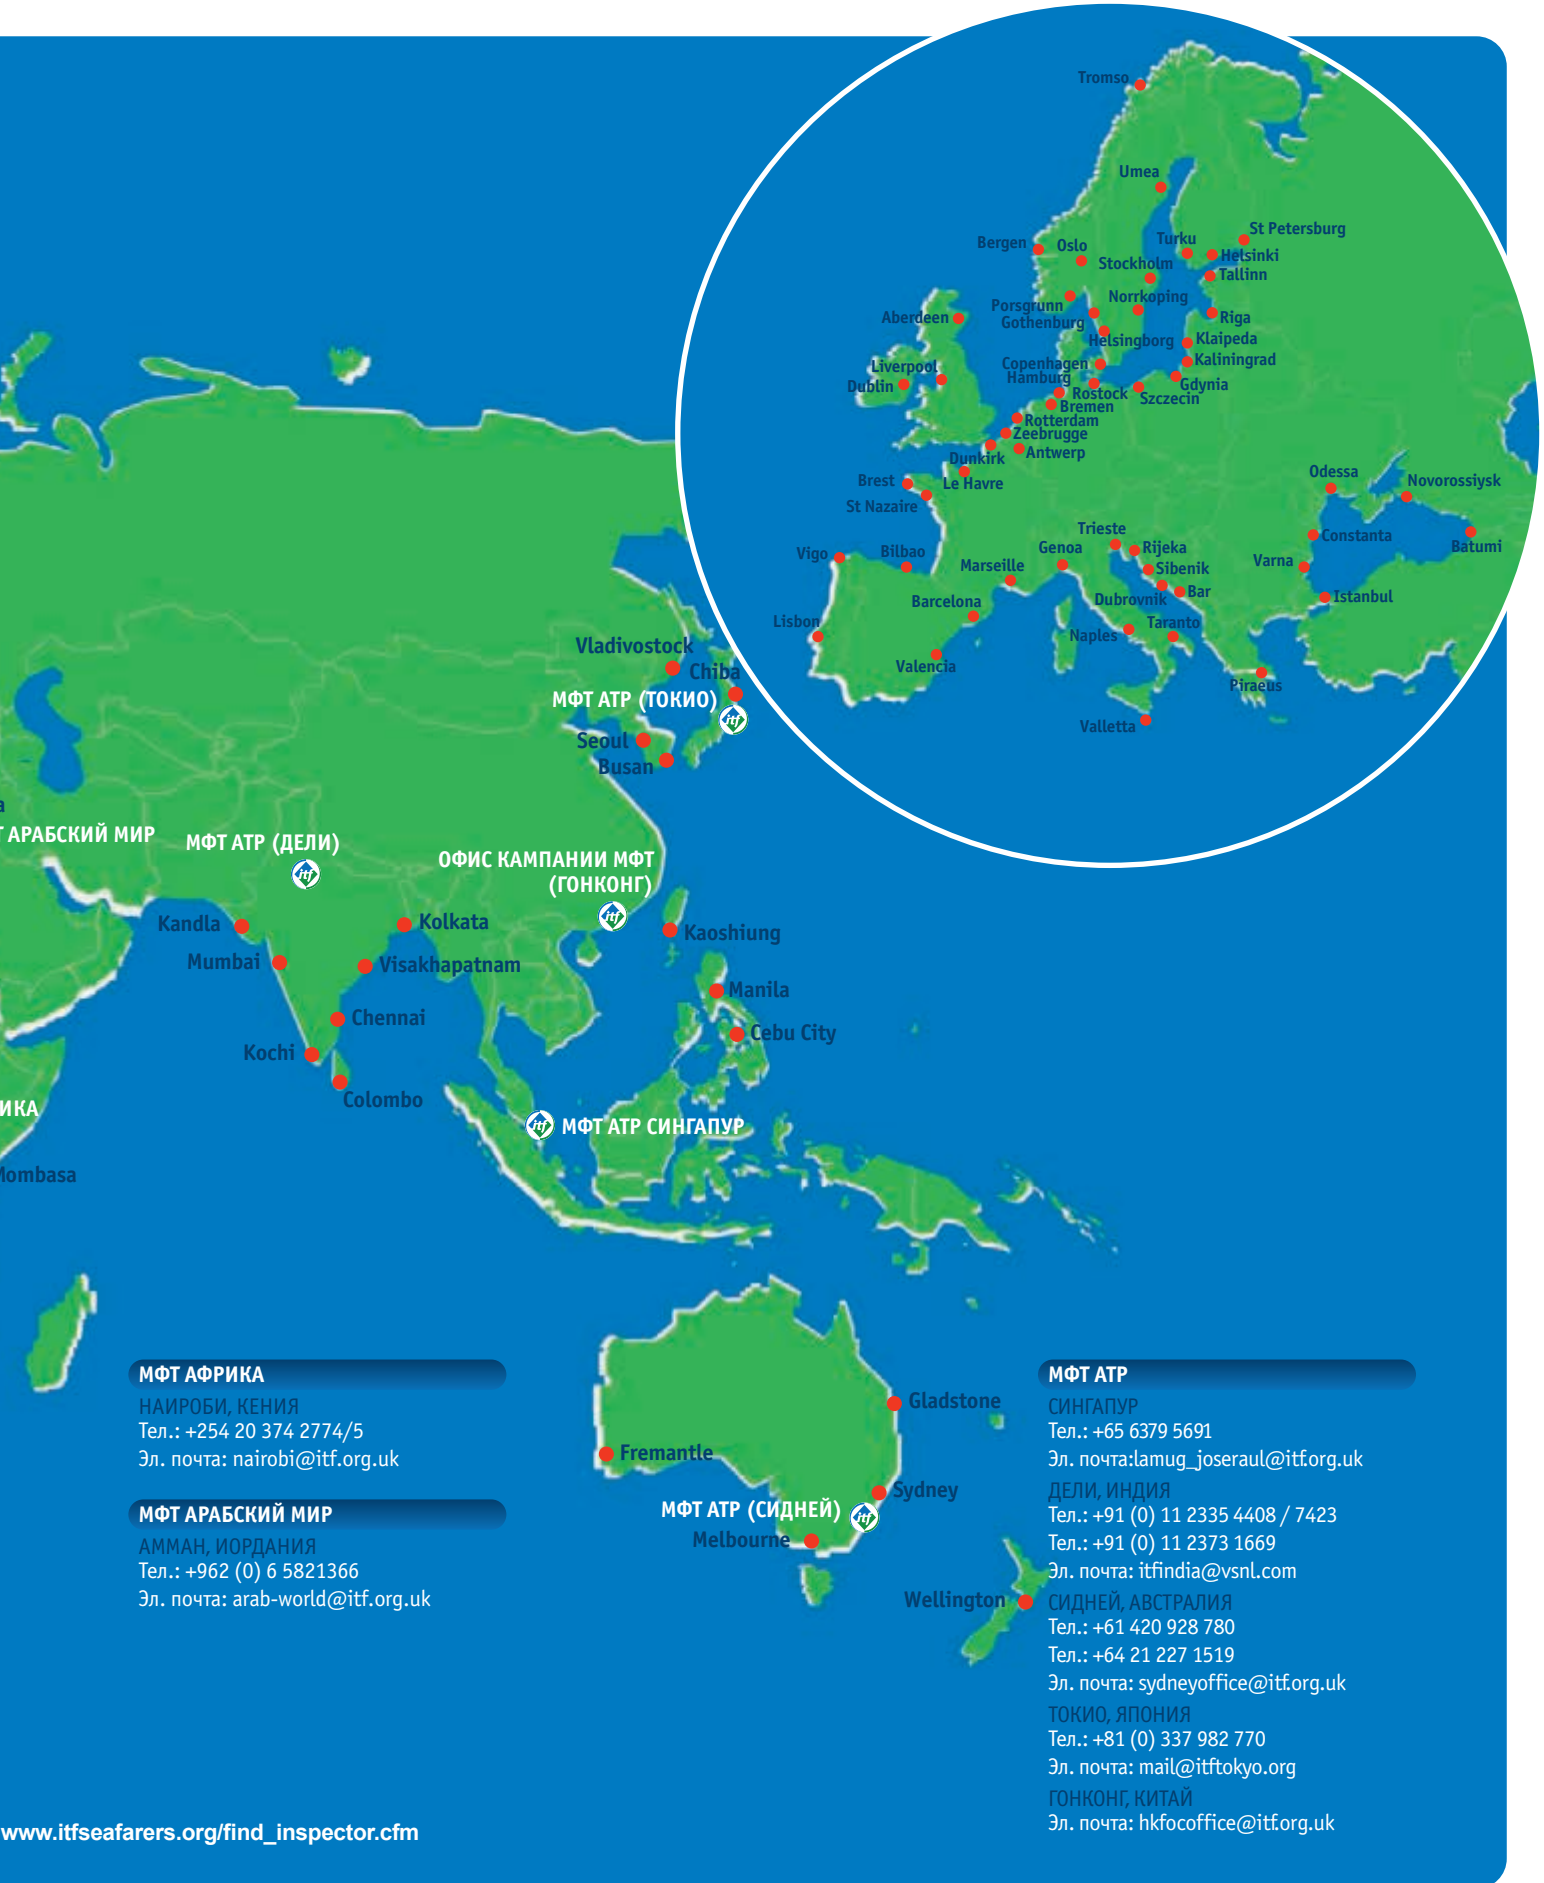 Tromso
Umea
St Petersburg
Turku
Bergen
Oslo
Helsinki
Stockholm
Tallinn
Porsgrunn
Norrkoping
Aberdeen
Gothenburg
Riga
Helsingborg
Klaipeda
Kaliningrad
Copenhagen
Liverpool
Hamburg
Dublin
Gdynia
Rostock
Szczecin
Bremen
Rotterdam
Zeebrugge
Antwerp
Dunkirk
Odessa
Novorossiysk
Brest
Le Havre
St Nazaire
Trieste
Constanta
Genoa
Rijeka
Batumi
Vigo
Bilbao
Varna
Marseille
Sibenik
Bar
Istanbul
Barcelona
Dubrovnik
Lisbon
Taranto
Naples
Valencia
Piraeus
Valletta
Vladivostock
Chiba
МФТ АТР (ТОКИО)
itf
Seoul
Busan
а
Т АРАБСКИЙ МИР
МФТ АТР (ДЕЛИ)
itf
ОФИС КАМПАНИИ МФТ
(ГОНКОНГ)
itf
Kandla
Kolkata
Kaoshiung
Mumbai
Visakhapatnam
Manila
Chennai
Cebu City
Kochi
Colombo
ИКА
itf
МФТ АТР СИНГАПУР
Mombasa
Gladstone
Fremantle
Sydney
МФТ АТР (СИДНЕЙ)
itf
Melbourne
Wellington
МФТ АФРИКА
НАИРОБИ, КЕНИЯ
Тел.: +254 20 374 2774/5
Эл. почта: nairobi@itf.org.uk
МФТ АРАБСКИЙ МИР
АММАН, ИОРДАНИЯ
Тел.: +962 (0) 6 5821366
Эл. почта: arab-world@itf.org.uk
МФТ АТР
СИНГАПУР
Тел.: +65 6379 5691
Эл. почта:lamug_joseraul@itf.org.uk
ДЕЛИ, ИНДИЯ
Тел.: +91 (0) 11 2335 4408 / 7423
Тел.: +91 (0) 11 2373 1669
Эл. почта: itfindia@vsnl.com
СИДНЕЙ, АВСТРАЛИЯ
Тел.: +61 420 928 780
Тел.: +64 21 227 1519
Эл. почта: sydneyoffice@itf.org.uk
ТОКИО, ЯПОНИЯ
Тел.: +81 (0) 337 982 770
Эл. почта: mail@itftokyo.org
ГОНКОНГ, КИТАЙ
Эл. почта: hkfocoffice@itf.org.uk
www.itfseafarers.org/find_inspector.cfm